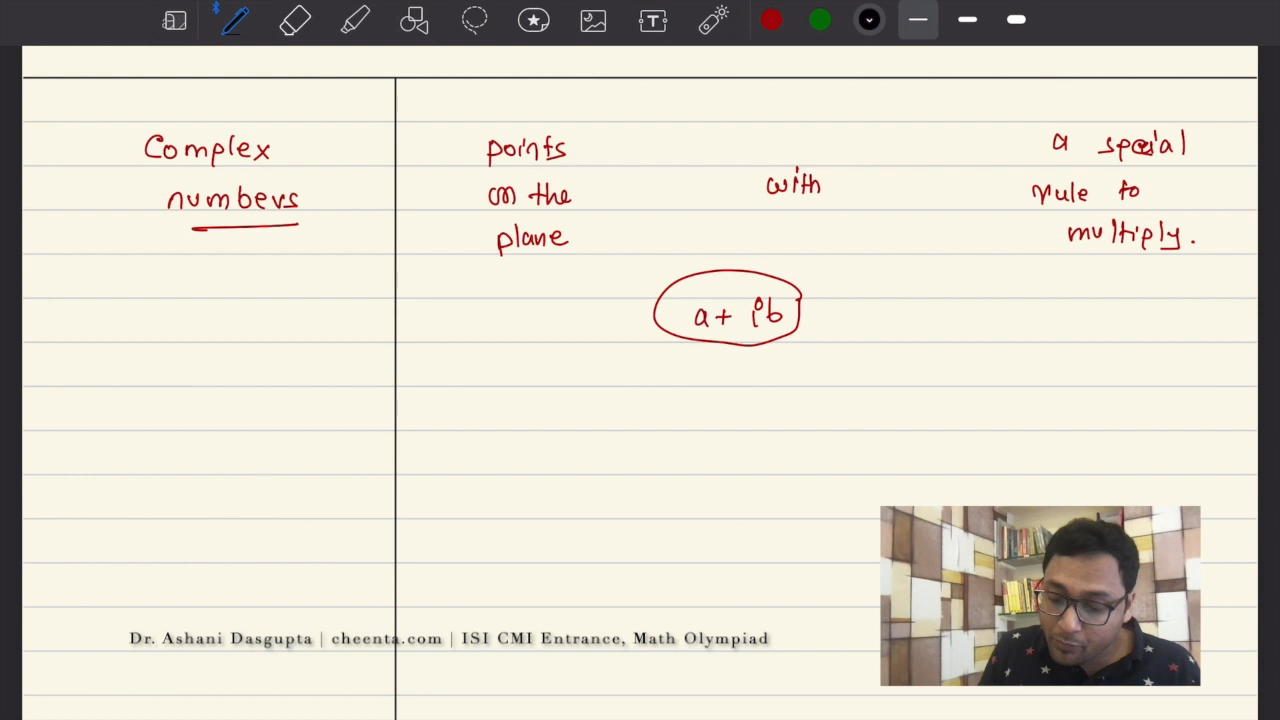 Complex
numbers
points
on the
plane
with
a special
rule to
multiply.
a + ib
Dr. Ashani Dasgupta | cheenta.com | ISI CMI Entrance, Math Olympiad